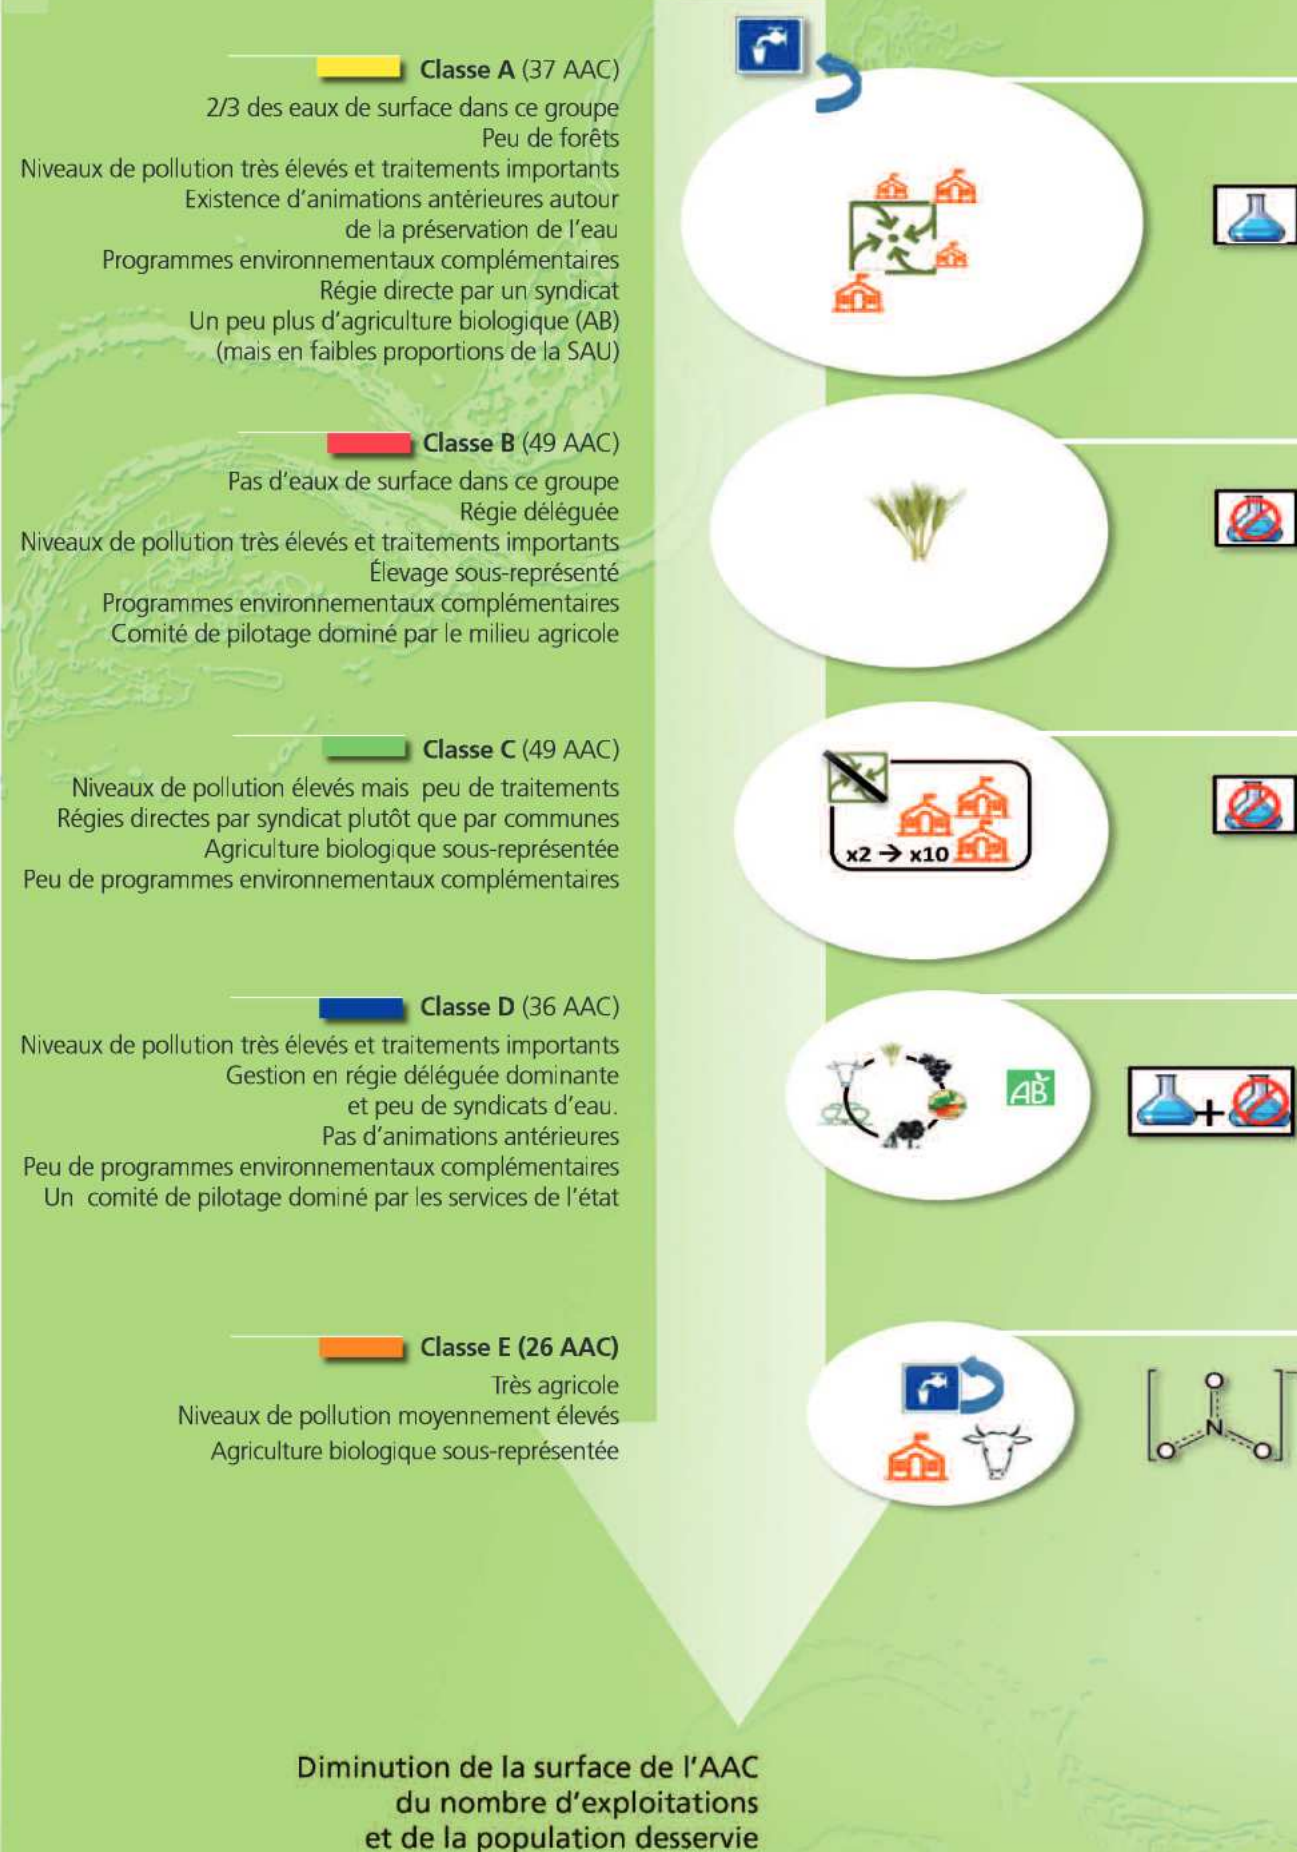 Classe A (37 AAC)
2/3 des eaux de surface dans ce groupe
Peu de forêts
Niveaux de pollution très élevés et traitements importants
Existence d'animations antérieures autour
de la préservation de l'eau
Programmes environnementaux complémentaires
Régie directe par un syndicat
Un peu plus d'agriculture biologique (AB)
(mais en faibles proportions de la SAU)
Classe B (49 AAC)
Pas d'eaux de surface dans ce groupe
Régie déléguée
Niveaux de pollution très élevés et traitements importants
Élevage sous-représenté
Programmes environnementaux complémentaires
Comité de pilotage dominé par le milieu agricole
Classe C (49 AAC)
Niveaux de pollution élevés mais peu de traitements
Régies directes par syndicat plutôt que par communes
Agriculture biologique sous-représentée
Peu de programmes environnementaux complémentaires
x2 → x10
Classe D (36 AAC)
Niveaux de pollution très élevés et traitements importants
Gestion en régie déléguée dominante
et peu de syndicats d'eau.
Pas d'animations antérieures
Peu de programmes environnementaux complémentaires
Un comité de pilotage dominé par les services de l'état
AB
+
Classe E (26 AAC)
Très agricole
Niveaux de pollution moyennement élevés
Agriculture biologique sous-représentée
N
Diminution de la surface de l'AAC
du nombre d'exploitations
et de la population desservie